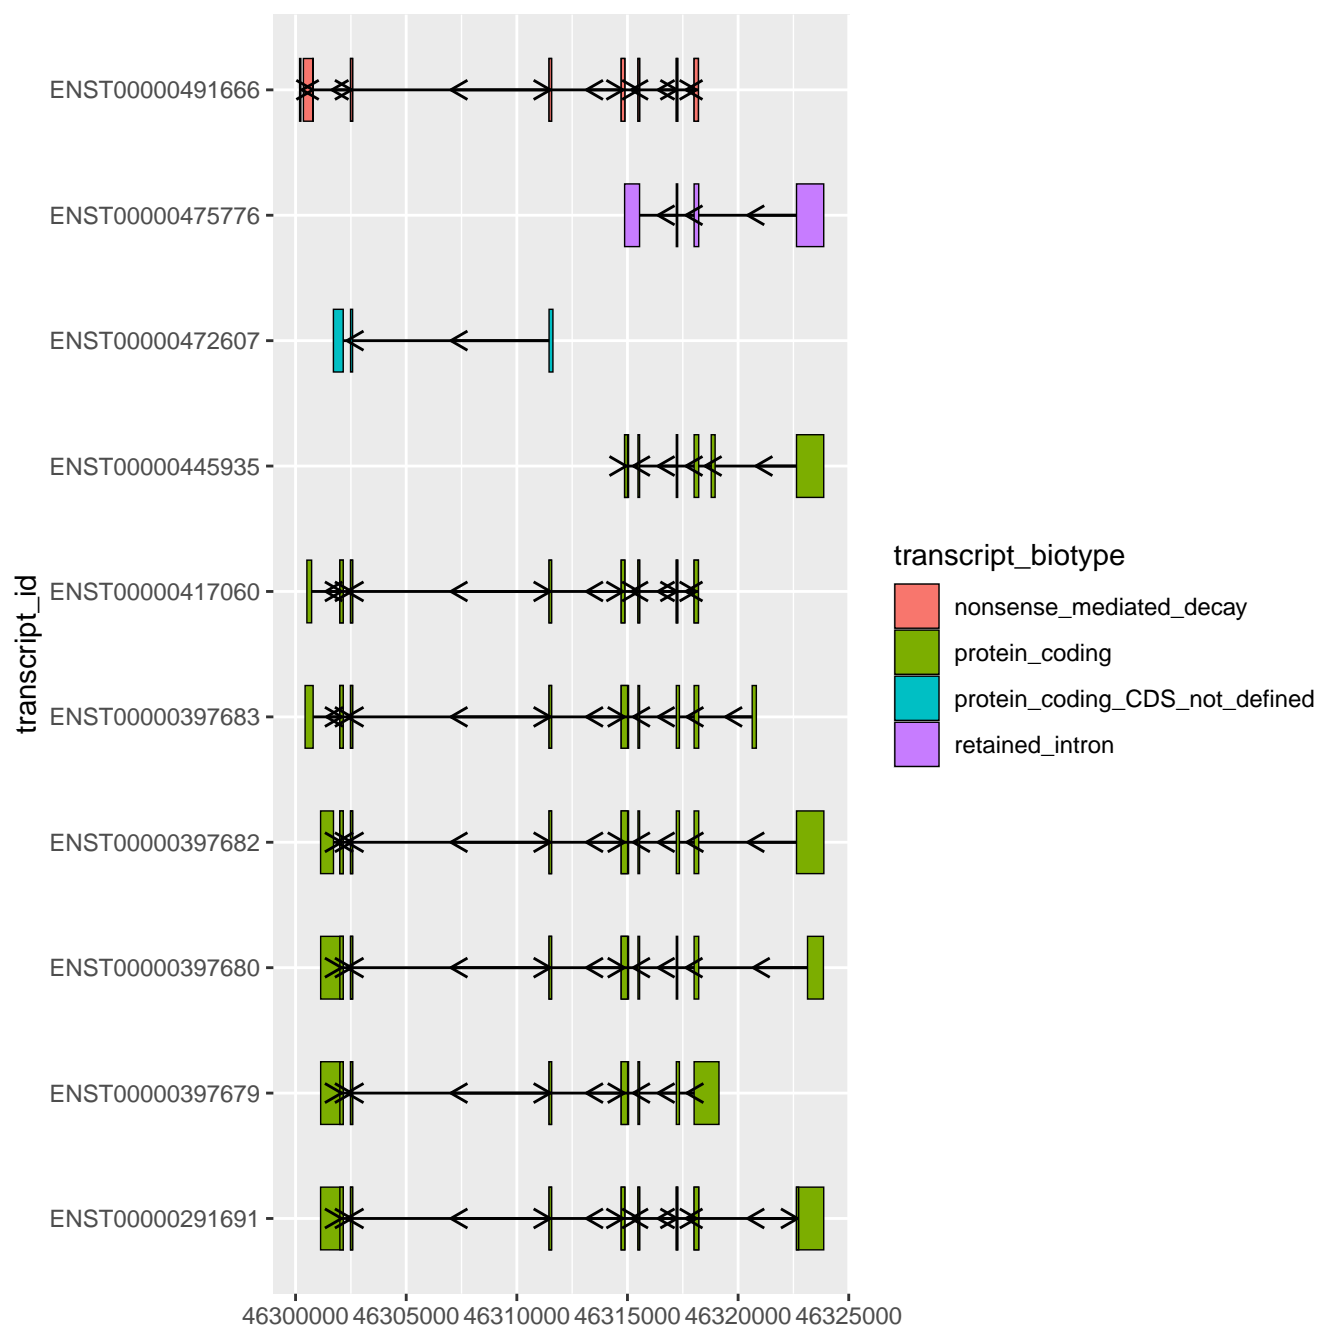 ENST00000491666
ENST00000475776
ENST00000472607
ENST00000445935
ENST00000417060
ENST00000397683
ENST00000397682
ENST00000397680
ENST00000397679
ENST00000291691
transcript_id
46300000 46305000 46310000 46315000 46320000 46325000
transcript_biotype
nonsense_mediated_decay
protein_coding
protein_coding_CDS_not_defined
retained_intron